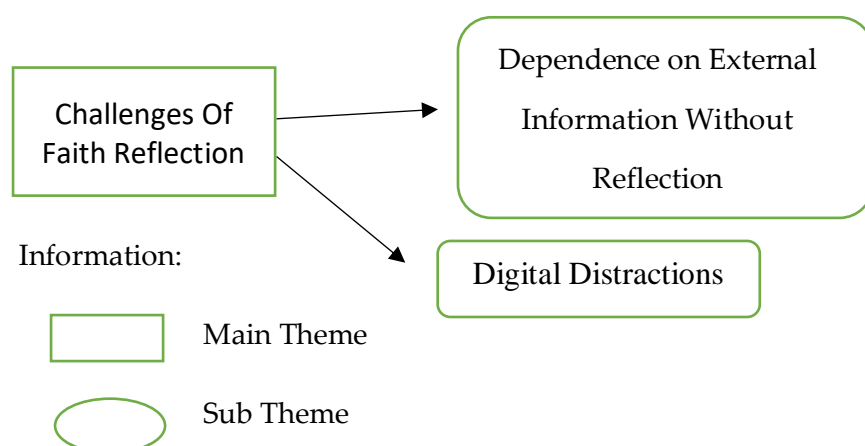 Challenges Of
Faith Reflection
Dependence on External
Information Without
Reflection
Digital Distractions
Information:
Main Theme
Sub Theme